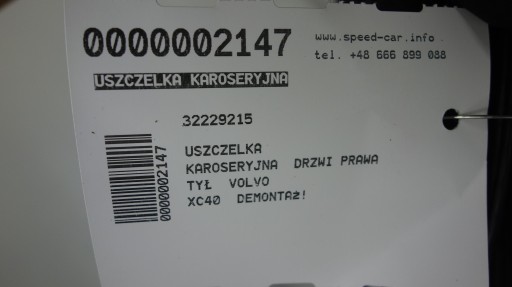 0000002147
www.speed-car.info
tel. +48 666 899 088
USZCZELKA KAROSERYJNA
32229215
0000002147
USZCZELKA
KAROSERYJNA DRZWI PRAWA
TYŁ VOLVO
XC40 DEMONTAż!